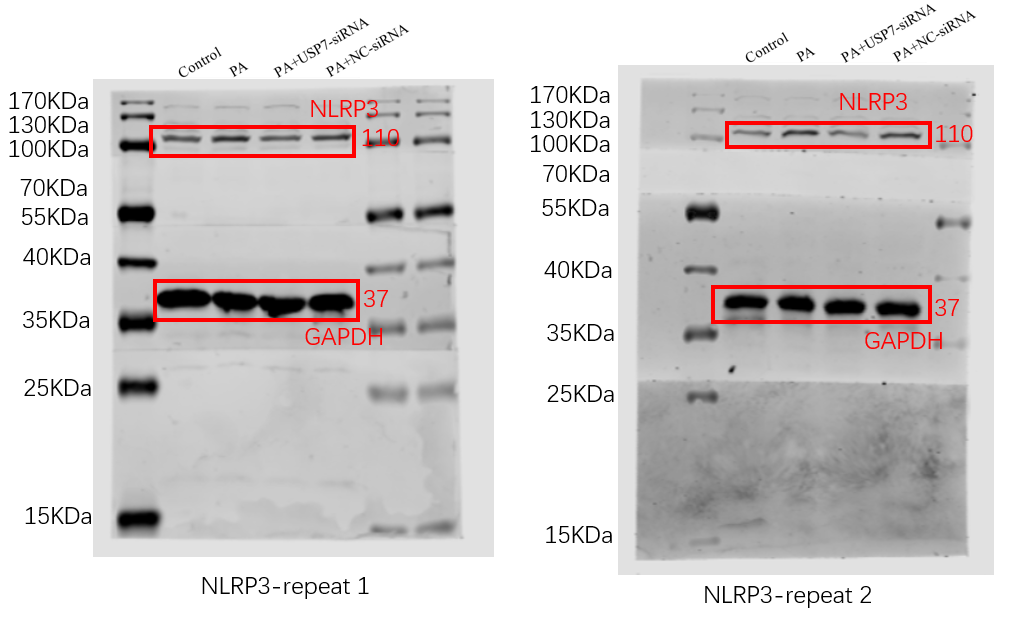 Control PA PA+USP7-siRNA PA+NC-siRNA
170KDa
NLRP3
130KDa
110
100KDa
70KDa
55KDa
40KDa
37
35KDa
GAPDH
25KDa
15KDa
NLRP3-repeat 1
Control PA PA+USP7-siRNA PA+NC-siRNA
170KDa
NLRP3
130KDa
110
100KDa
70KDa
55KDa
40KDa
37
35KDa
GAPDH
25KDa
15KDa
NLRP3-repeat 2